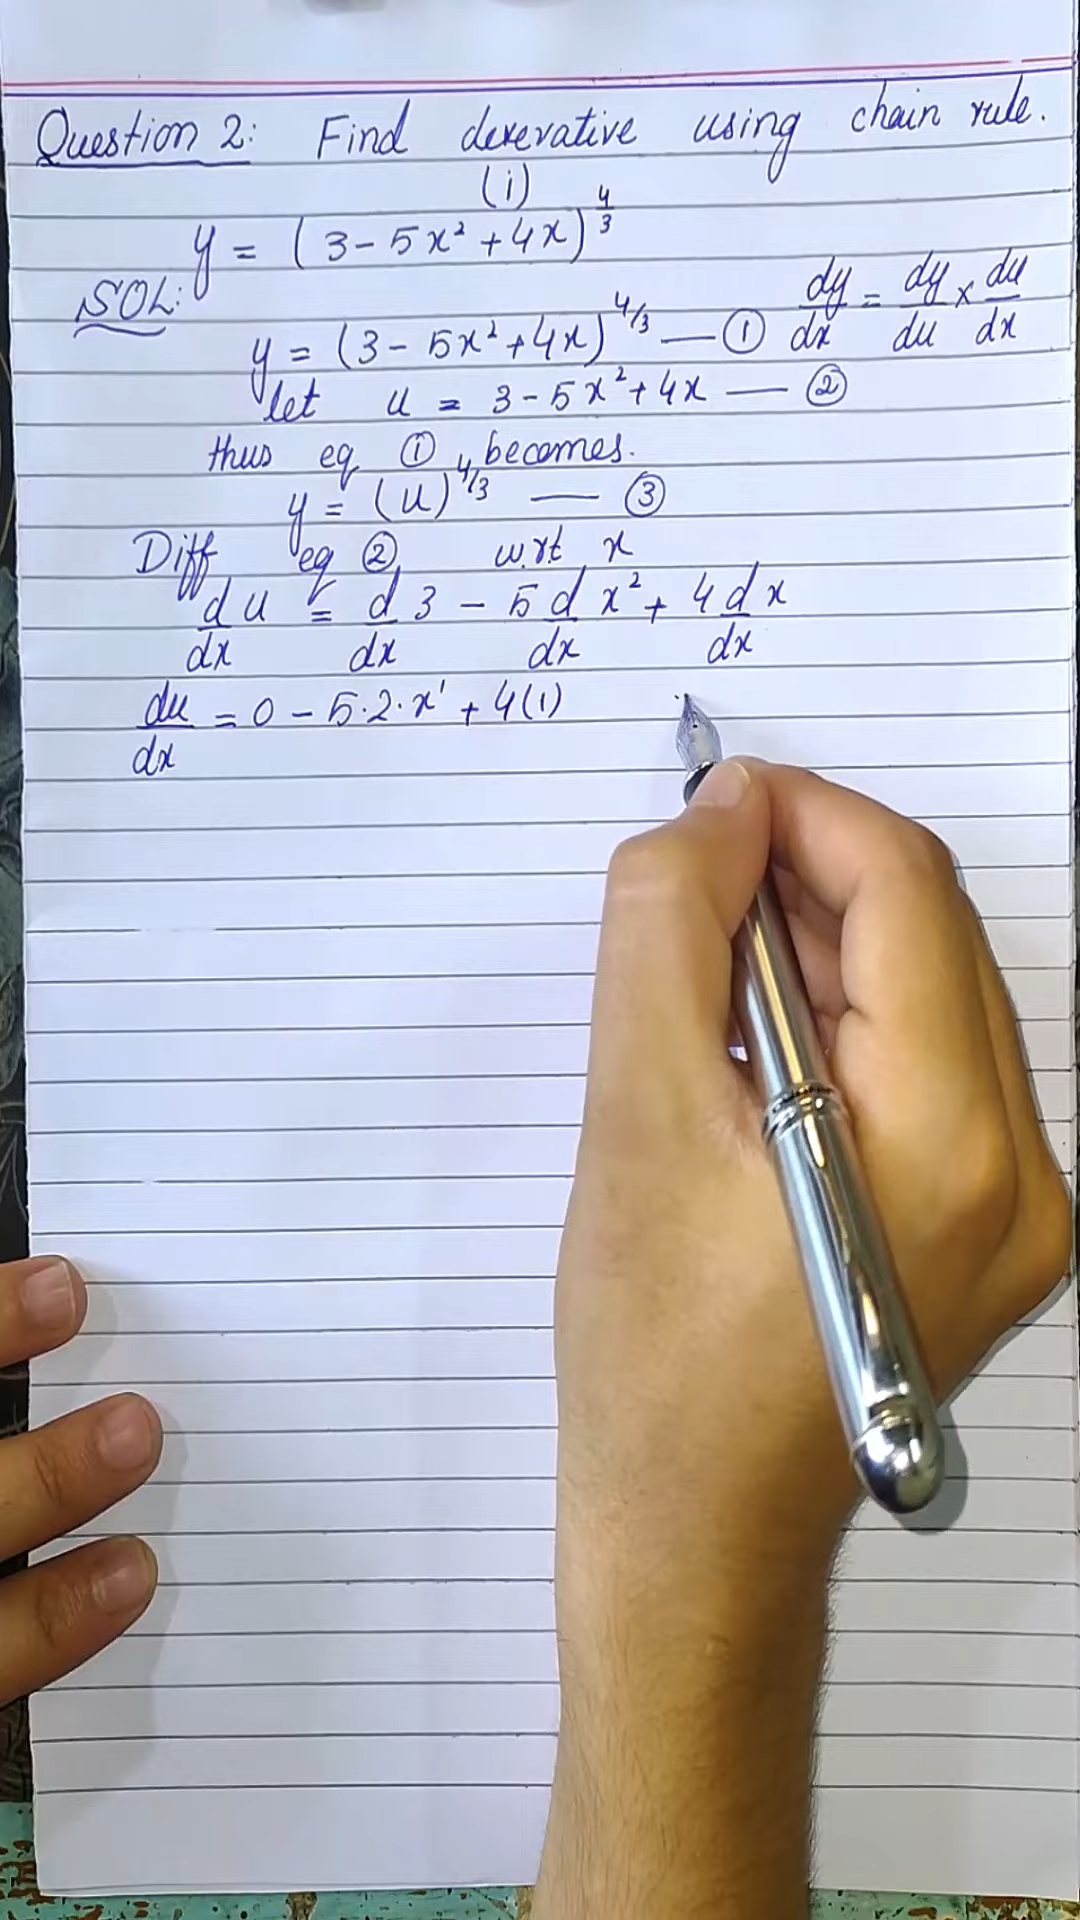 Question 2: Find derevative using chain rule.
(i)
y = (3 - 5x² + 4x)^4/3
SOL:
y = (3 - 5x² + 4x)^4/3 — ① dy/dx = dy/du × du/dx
let u = 3 - 5x² + 4x — ②
thus eq ① becomes.
y = (u)^4/3 — ③
Diff eq ② w.r.t x
d/dx u = d/dx 3 - 5 d/dx x² + 4 d/dx x
du/dx = 0 - 5·2·x¹ + 4(1)